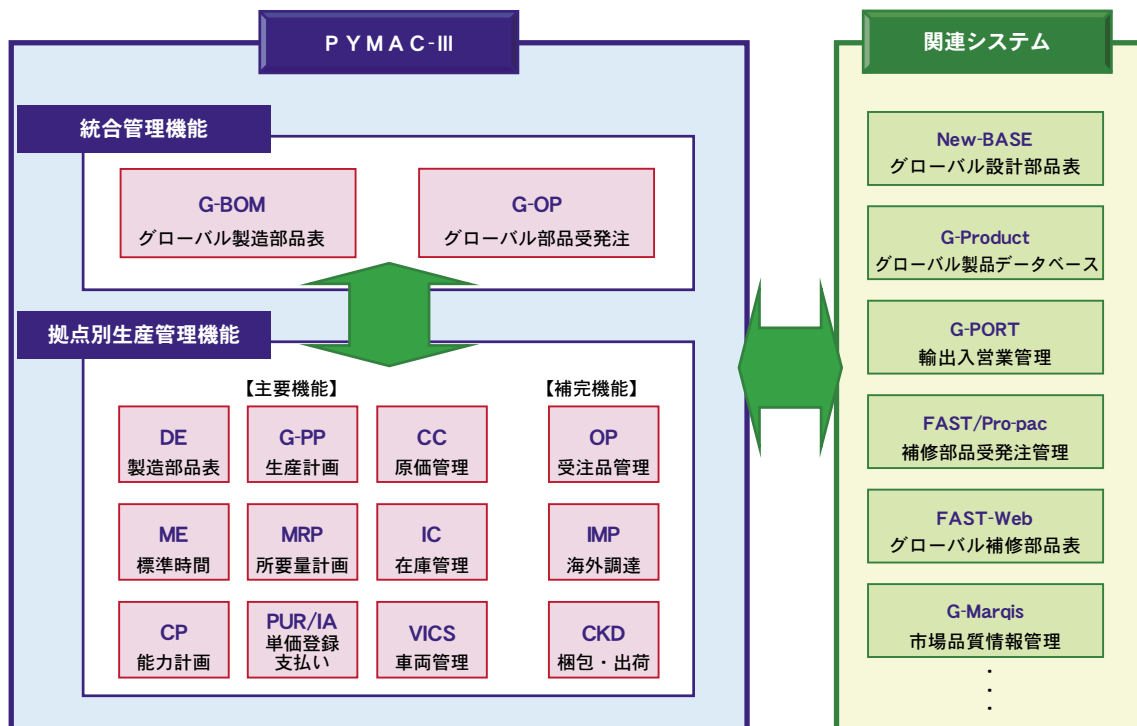 PYMAC-III
統合管理機能
G-BOM
グローバル製造部品表
G-OP
グローバル部品受発注
拠点別生産管理機能
【主要機能】
【補完機能】
DE
製造部品表
G-PP
生産計画
CC
原価管理
OP
受注品管理
ME
標準時間
MRP
所要量計画
IC
在庫管理
IMP
海外調達
CP
能力計画
PUR/IA
単価登録
支払い
VICS
車両管理
CKD
梱包・出荷
関連システム
New-BASE
グローバル設計部品表
G-Product
グローバル製品データベース
G-PORT
輸出入営業管理
FAST/Pro-pac
補修部品受発注管理
FAST-Web
グローバル補修部品表
G-Marqis
市場品質情報管理
・
・
・